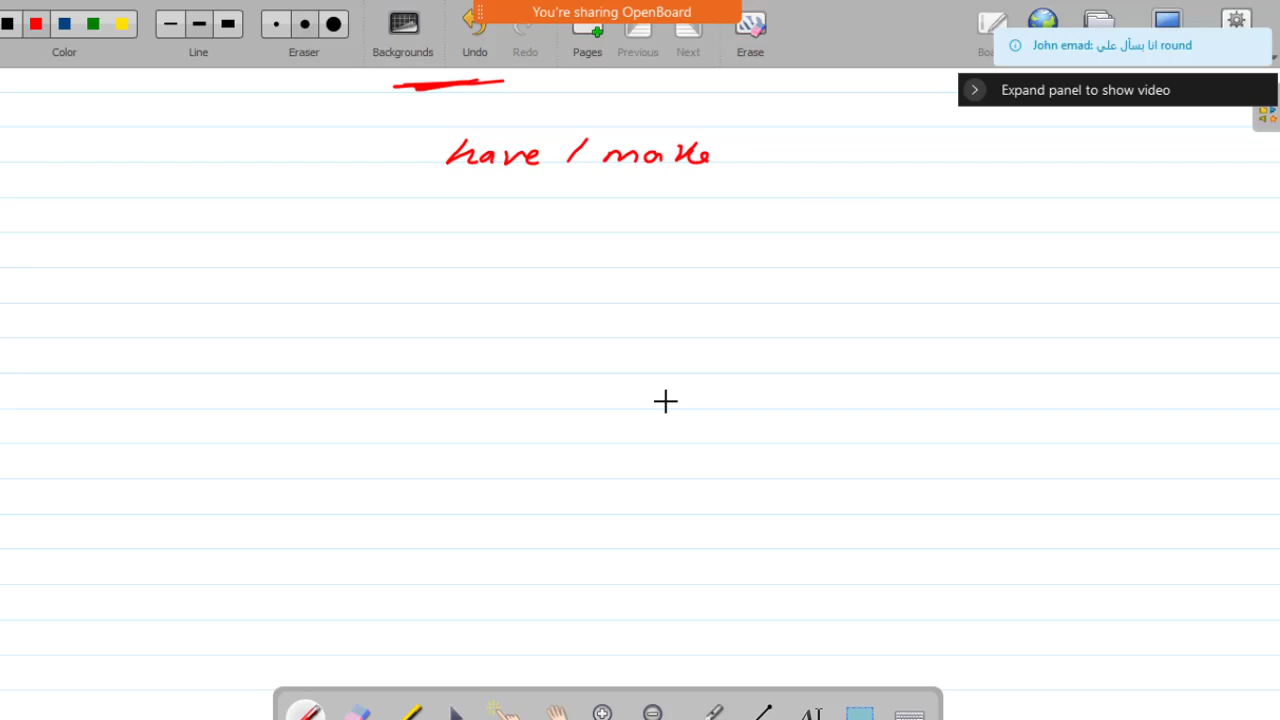 You're sharing OpenBoard
Color
Line
Eraser
Backgrounds
Undo
Redo
Pages
Previous
Next
Erase
John emad: انا بسأل علي round
Expand panel to show video
have / make